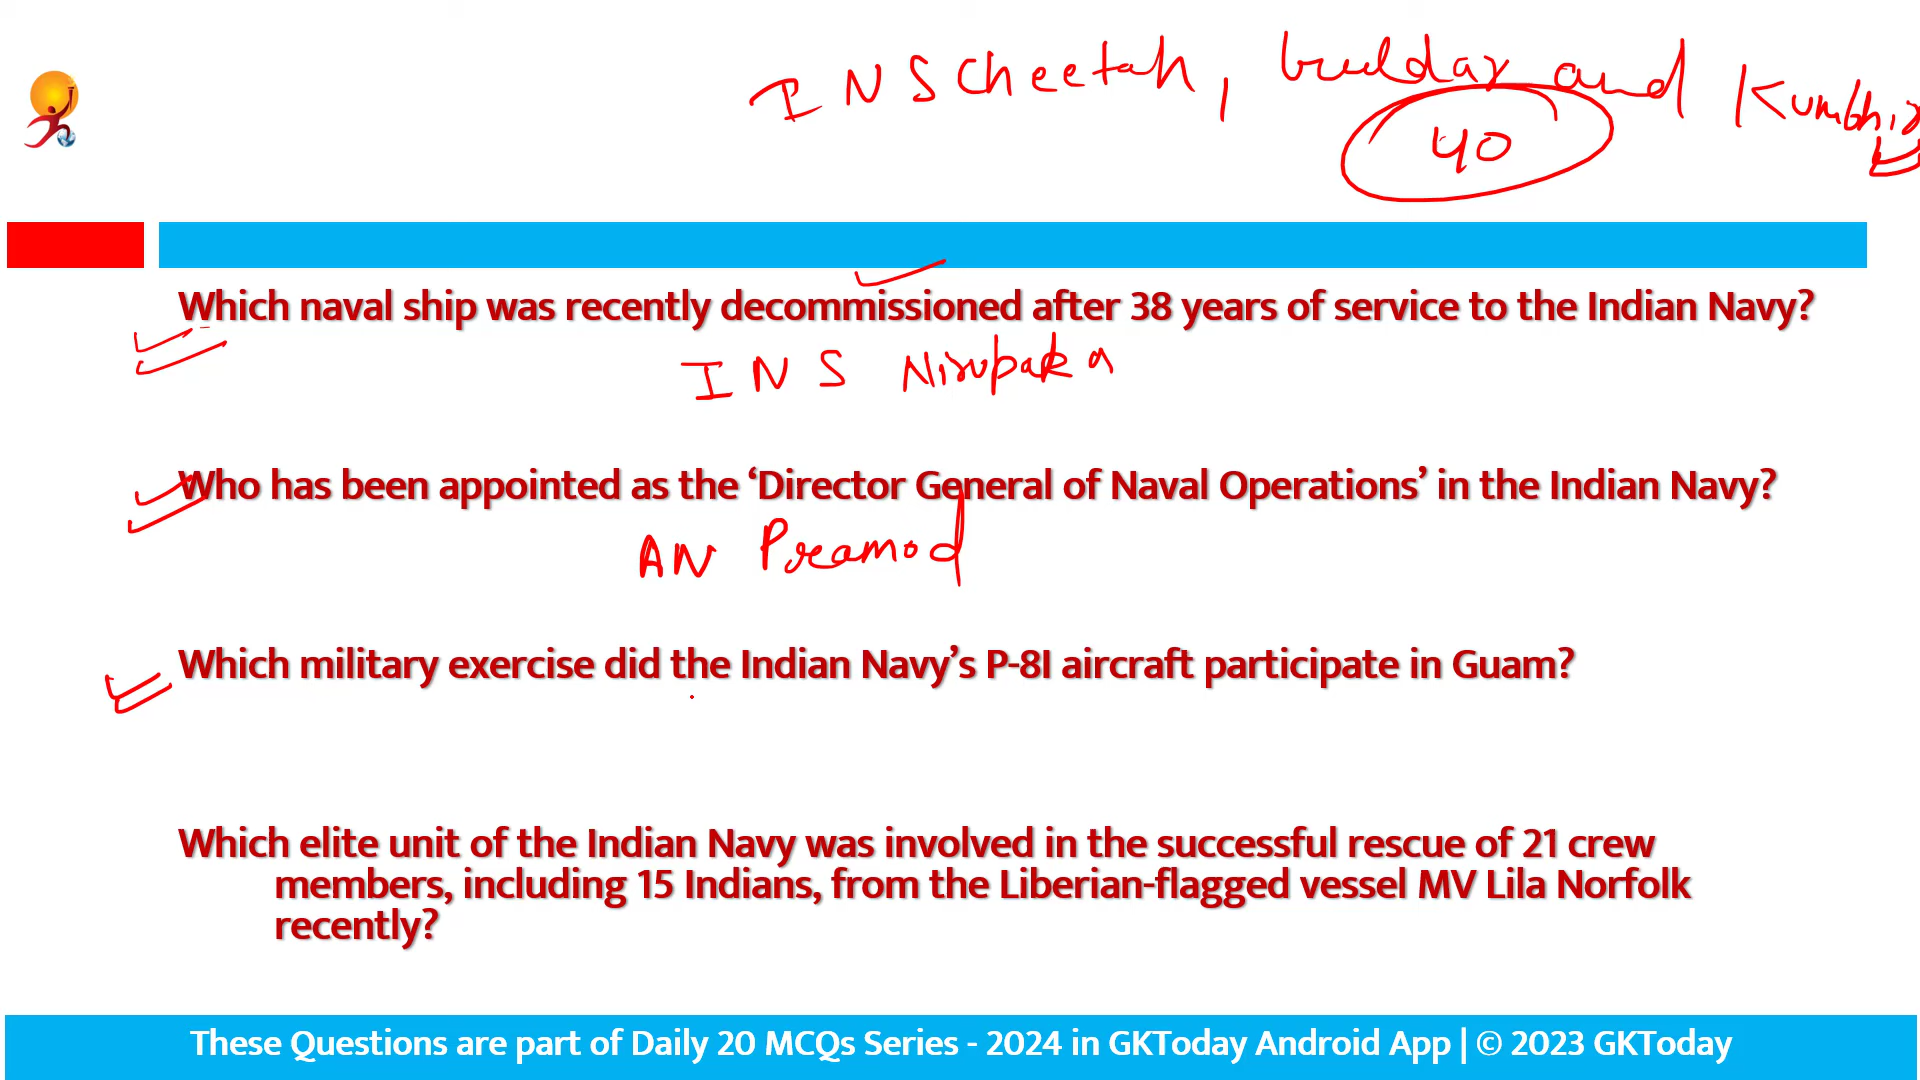 INS Cheetah, Guldar and Kumbhir
40
Which naval ship was recently decommissioned after 38 years of service to the Indian Navy?
INS Nirupaka
Who has been appointed as the ‘Director General of Naval Operations’ in the Indian Navy?
AN Preamod
Which military exercise did the Indian Navy’s P-8I aircraft participate in Guam?
Which elite unit of the Indian Navy was involved in the successful rescue of 21 crew
members, including 15 Indians, from the Liberian-flagged vessel MV Lila Norfolk
recently?
These Questions are part of Daily 20 MCQs Series - 2024 in GKToday Android App | © 2023 GKToday